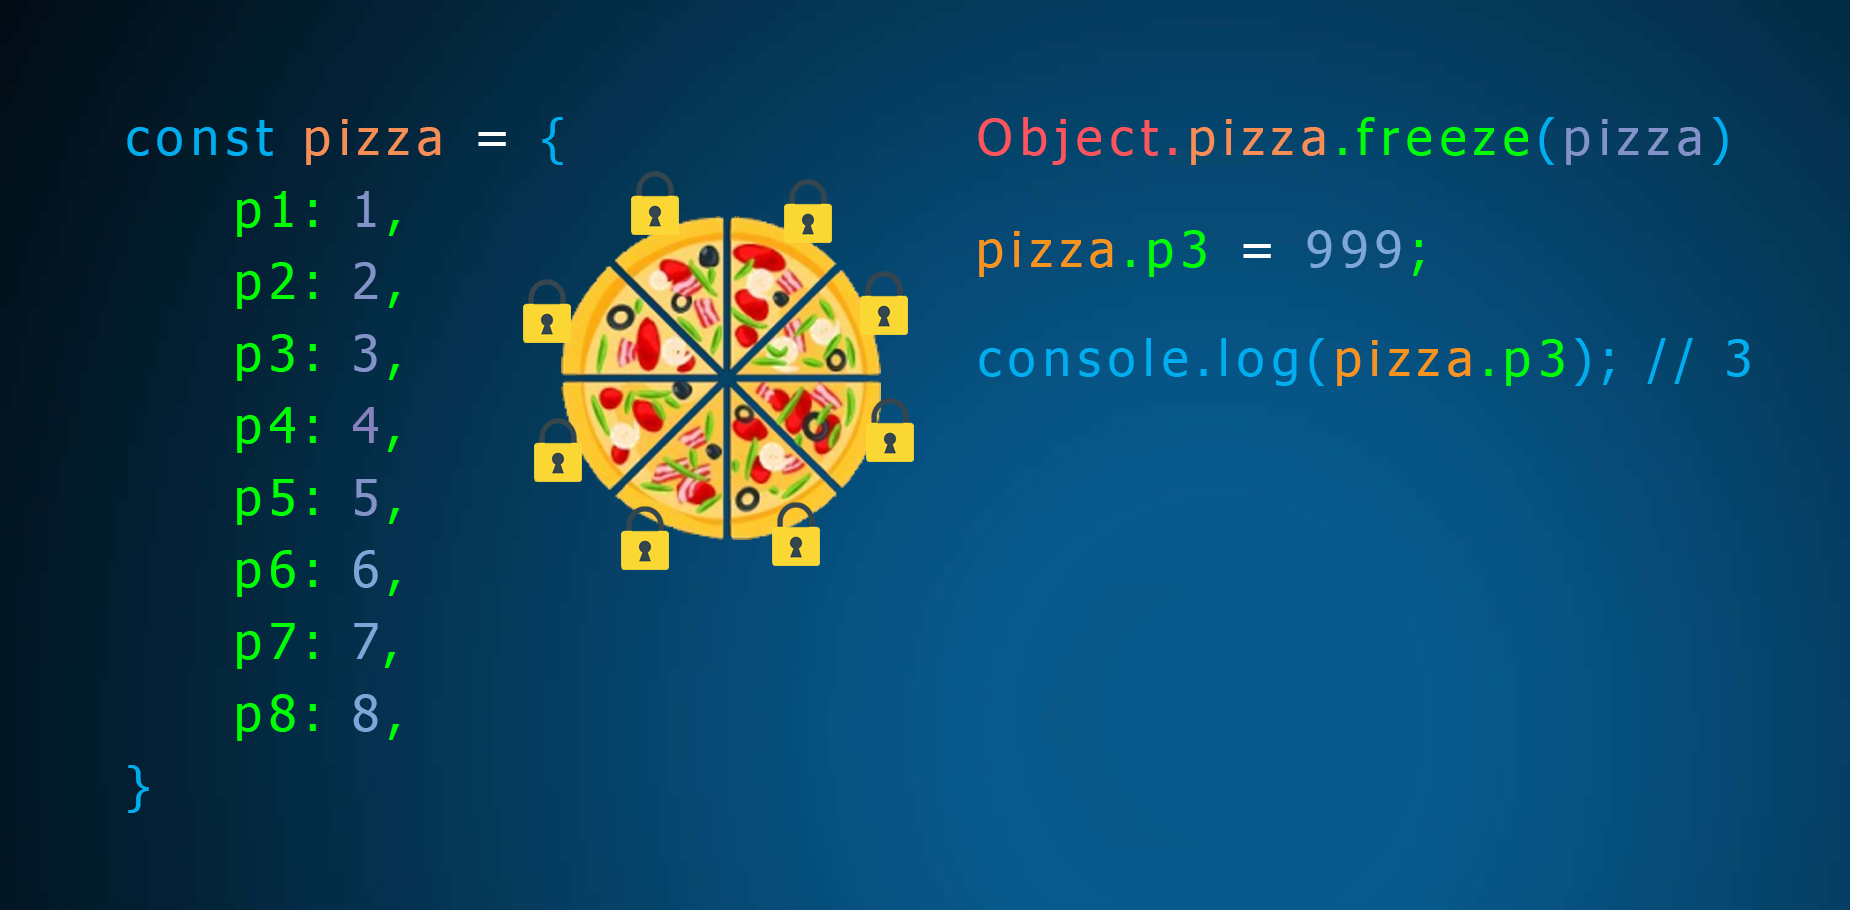 const pizza = {
p1: 1,
p2: 2,
p3: 3,
p4: 4,
p5: 5,
p6: 6,
p7: 7,
p8: 8,
}
Object.pizza.freeze(pizza)
pizza.p3 = 999;
console.log(pizza.p3); // 3